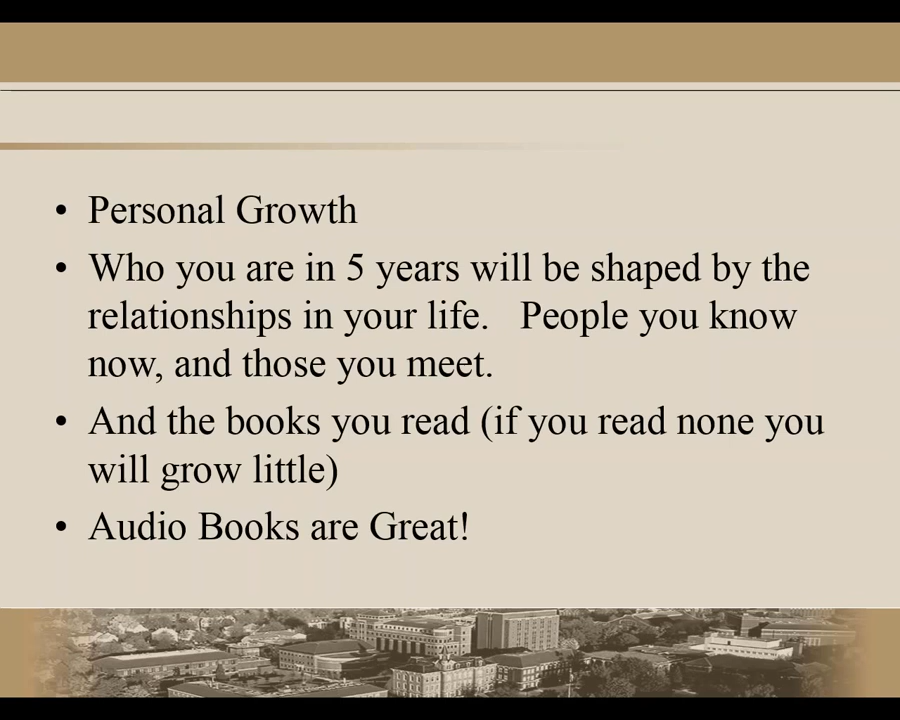 • Personal Growth
• Who you are in 5 years will be shaped by the
relationships in your life.   People you know
now, and those you meet.
• And the books you read (if you read none you
will grow little)
• Audio Books are Great!